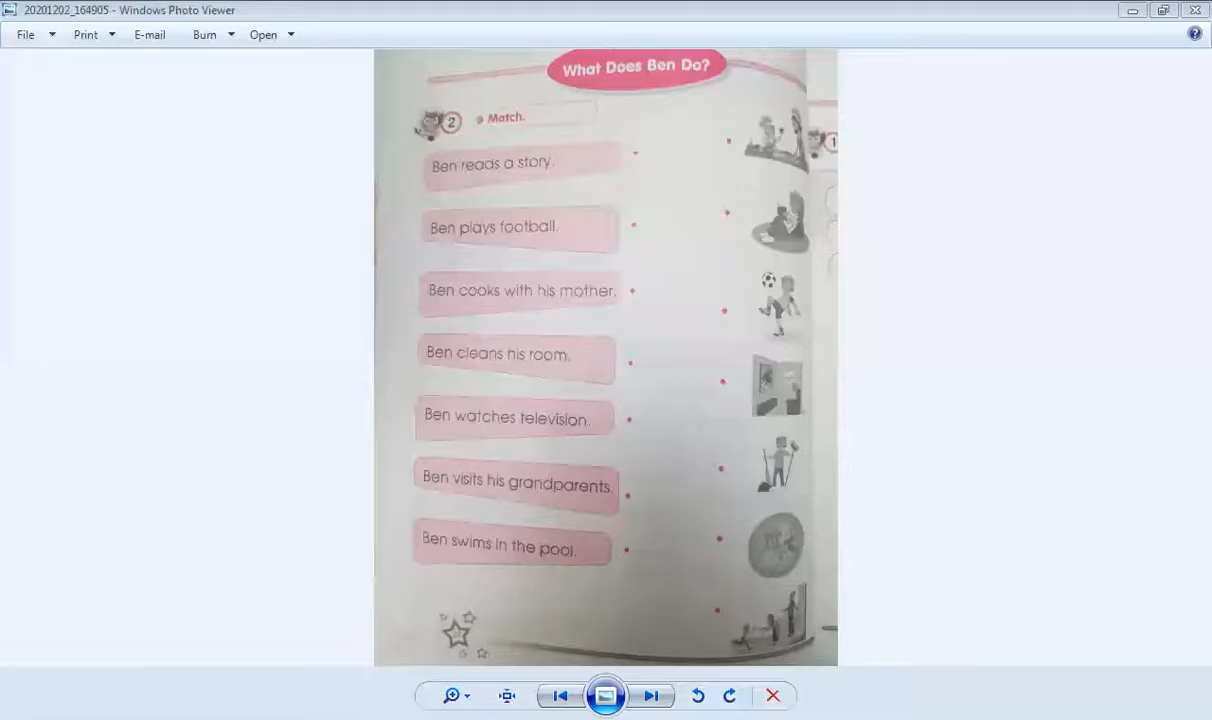 20201202_164905 - Windows Photo Viewer
File Print E-mail Burn Open
What Does Ben Do?
2 Match.
1
Ben reads a story.
Ben plays football.
Ben cooks with his mother.
Ben cleans his room.
Ben watches television.
Ben visits his grandparents.
Ben swims in the pool.